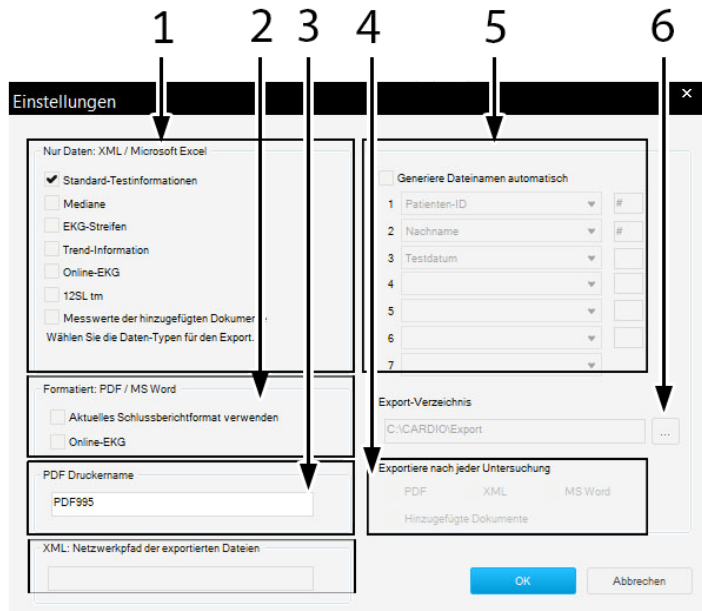 1 2 3 4 5 6
Einstellungen ×
Nur Daten: XML / Microsoft Excel
Standard-Testinformationen
Mediane
EKG-Streifen
Trend-Information
Online-EKG
12SL tm
Messwerte der hinzugefügten Dokumente
Wählen Sie die Daten-Typen für den Export.
Formatiert: PDF / MS Word
Aktuelles Schlussberichtformat verwenden
Online-EKG
PDF Druckername
PDF995
XML: Netzwerkpfad der exportierten Dateien
Generiere Dateinamen automatisch
1 Patienten-ID #
2 Nachname #
3 Testdatum
4
5
6
7
Export-Verzeichnis
C:\CARDIO\Export ...
Exportiere nach jeder Untersuchung
PDF XML MS Word
Hinzugefügte Dokumente
OK Abbrechen